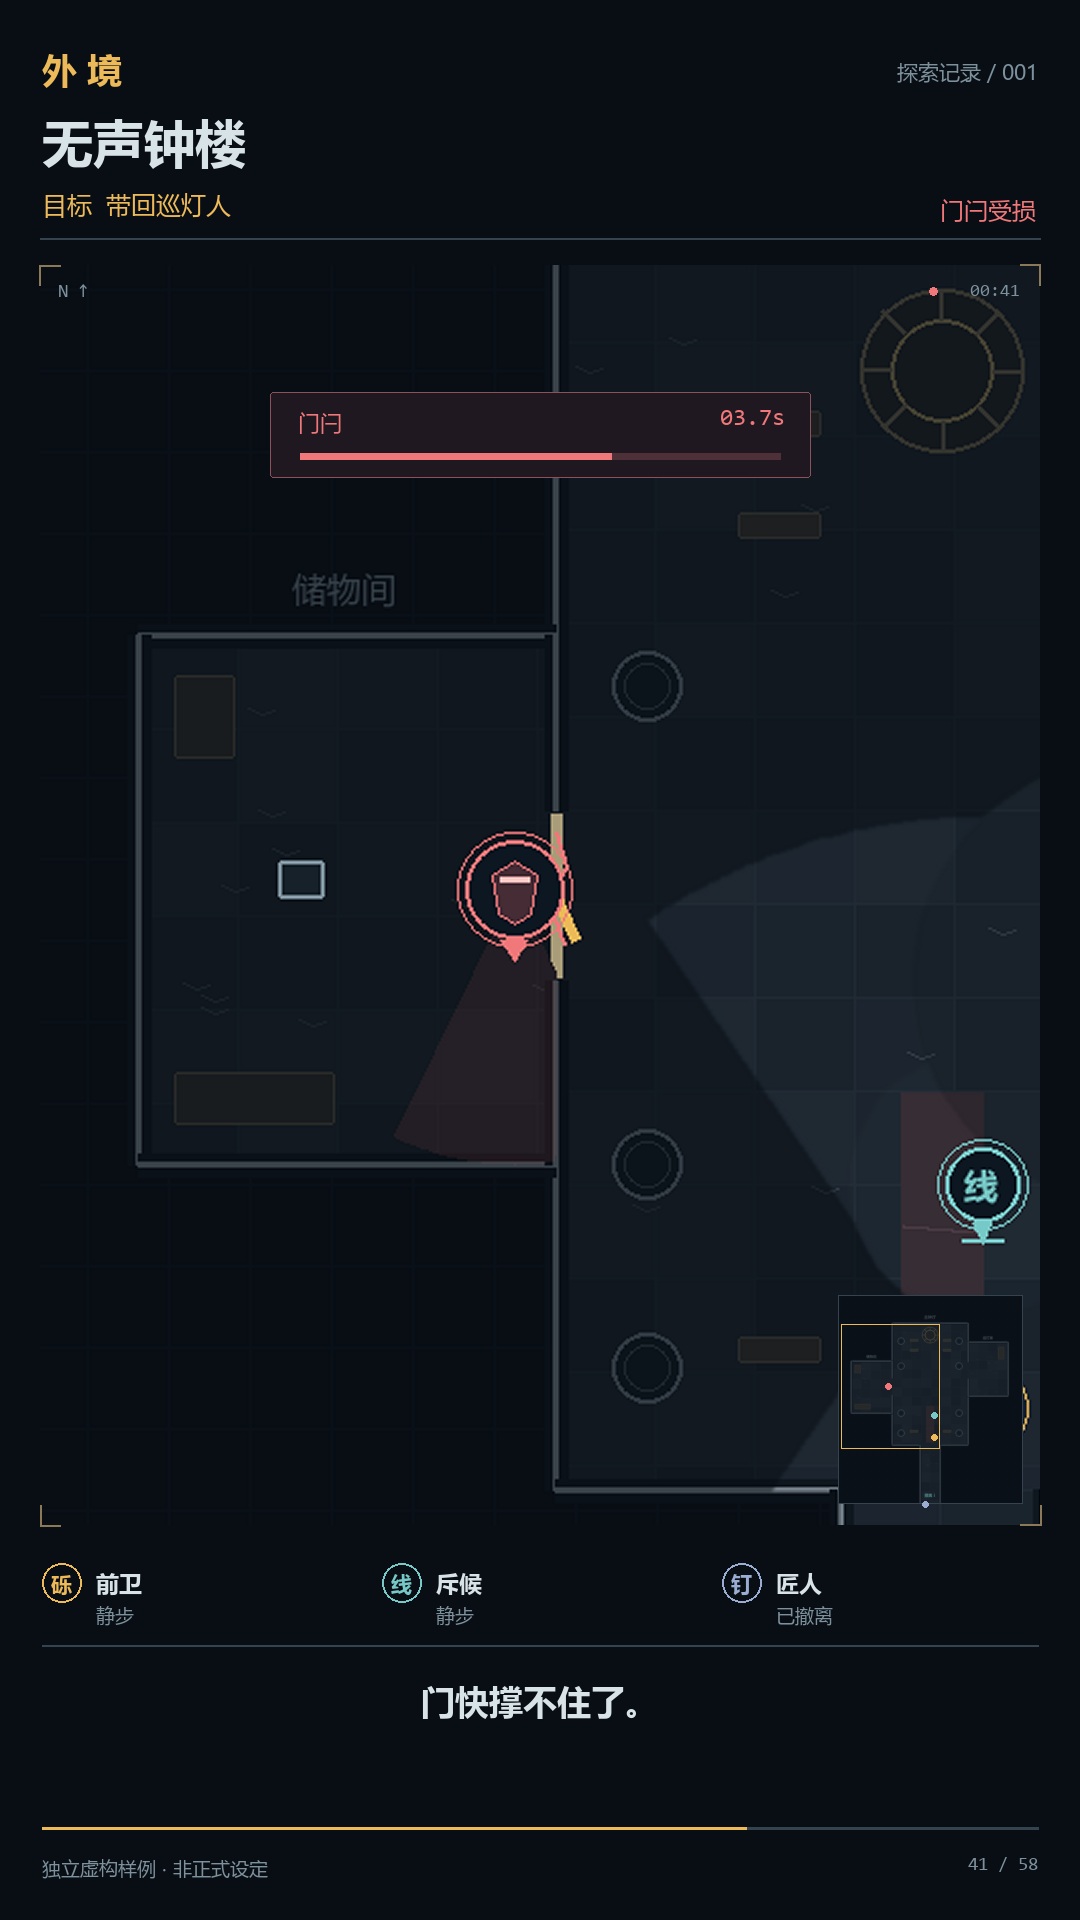 外境
探索记录 / 001
无声钟楼
目标 带回巡灯人
门闩受损
N ↑
00:41
门闩
03.7s
储物间
线
砾
前卫
静步
线
斥候
静步
钉
匠人
已撤离
门快撑不住了。
独立虚构样例 · 非正式设定
41 / 58